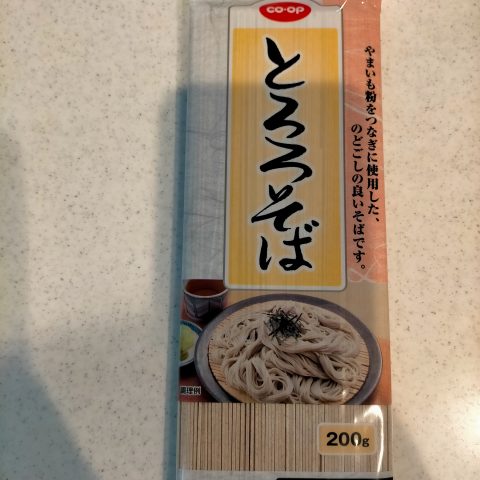 co-op
とろろそば
やまいも粉をつなぎに使用した、
のどごしの良いそばです。
調理例
200g